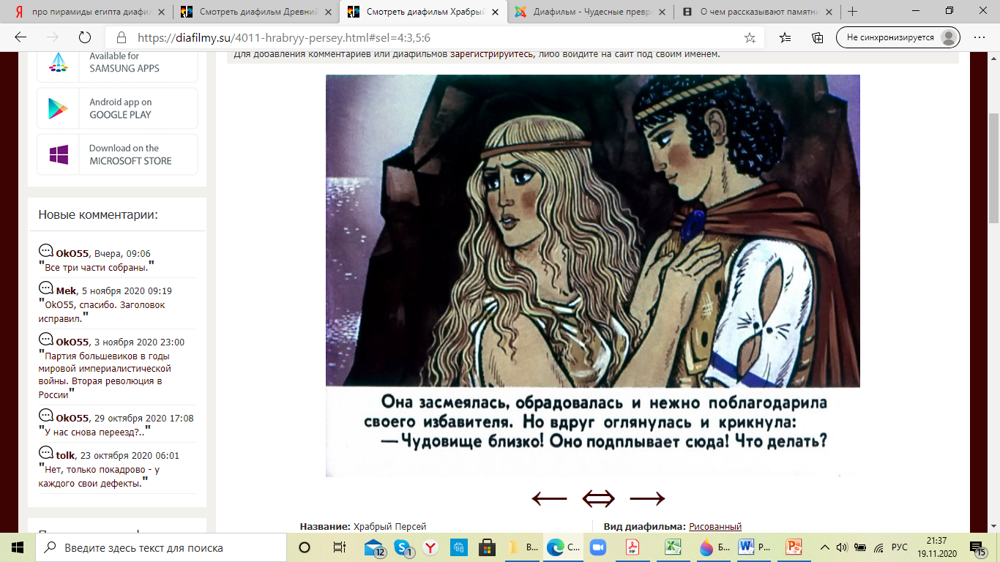 про пирамиды египта диафил
Смотреть диафильм Древний
Смотреть диафильм Храбрый
Диафильм - Чудесные превр
О чем рассказывают памятни
https://diafilmy.su/4011-hrabryy-persey.html#sel=4:3,5:6
Не синхронизируется
Для добавления комментариев или диафильмов зарегистрируйтесь, либо войдите на сайт под своим именем.
Available for
SAMSUNG APPS
Android app on
GOOGLE PLAY
Download on the
MICROSOFT STORE
Новые комментарии:
OkO55, Вчера, 09:06
"Все три части собраны."
Mek, 5 ноября 2020 09:19
"OkO55, спасибо. Заголовок
исправил."
OkO55, 3 ноября 2020 23:00
"Партия большевиков в годы
мировой империалистической
войны. Вторая революция в
России"
OkO55, 29 октября 2020 17:08
"У нас снова переезд?.."
tolk, 23 октября 2020 06:01
"Нет, только покадрово - у
каждого свои дефекты."
Она засмеялась, обрадовалась и нежно поблагодарила
своего избавителя. Но вдруг оглянулась и крикнула:
— Чудовище близко! Оно подплывает сюда! Что делать?
Название: Храбрый Персей
Вид диафильма: Рисованный
Введите здесь текст для поиска
12
1
В...
С...
Б...
Р...
РУС
21:37
19.11.2020
15